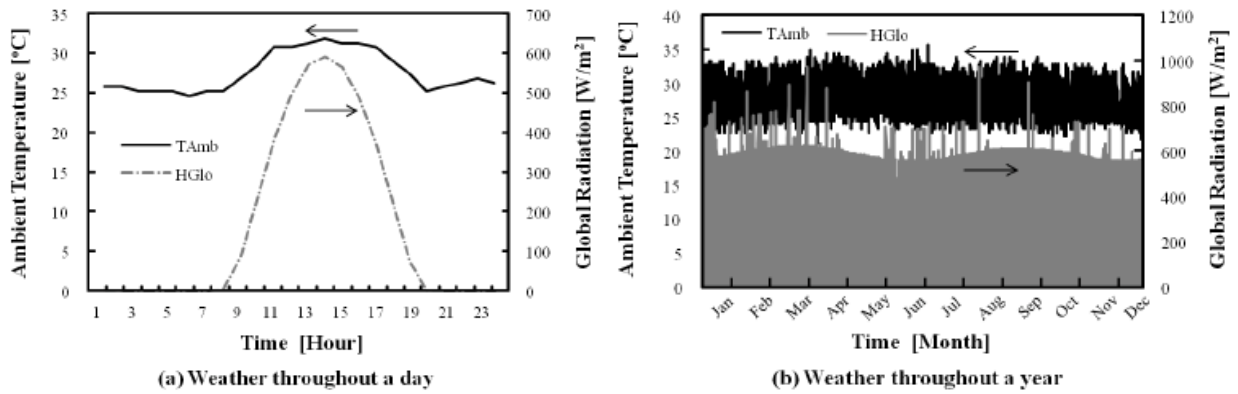 Ambient Temperature [°C]
35
30
25
20
15
10
5
0
TAmb
HGlo
700
600
500
400
300
200
100
0
Global Radiation [W/m²]
1 3 5 7 9 11 13 15 17 19 21 23
Time [Hour]
(a) Weather throughout a day
Ambient Temperature [°C]
40
35
30
25
20
15
10
5
0
TAmb HGlo
1200
1000
800
600
400
200
0
Global Radiation [W/m²]
Jan Feb Mar Apr May Jun Jul Aug Sep Oct Nov Dec
Time [Month]
(b) Weather throughout a year